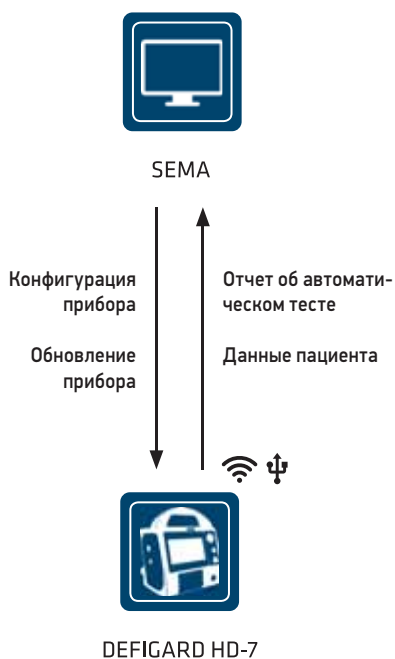 SEMA
Конфигурация
прибора
Обновление
прибора
Отчет об автомати-
ческом тесте
Данные пациента
DEFIGARD HD-7